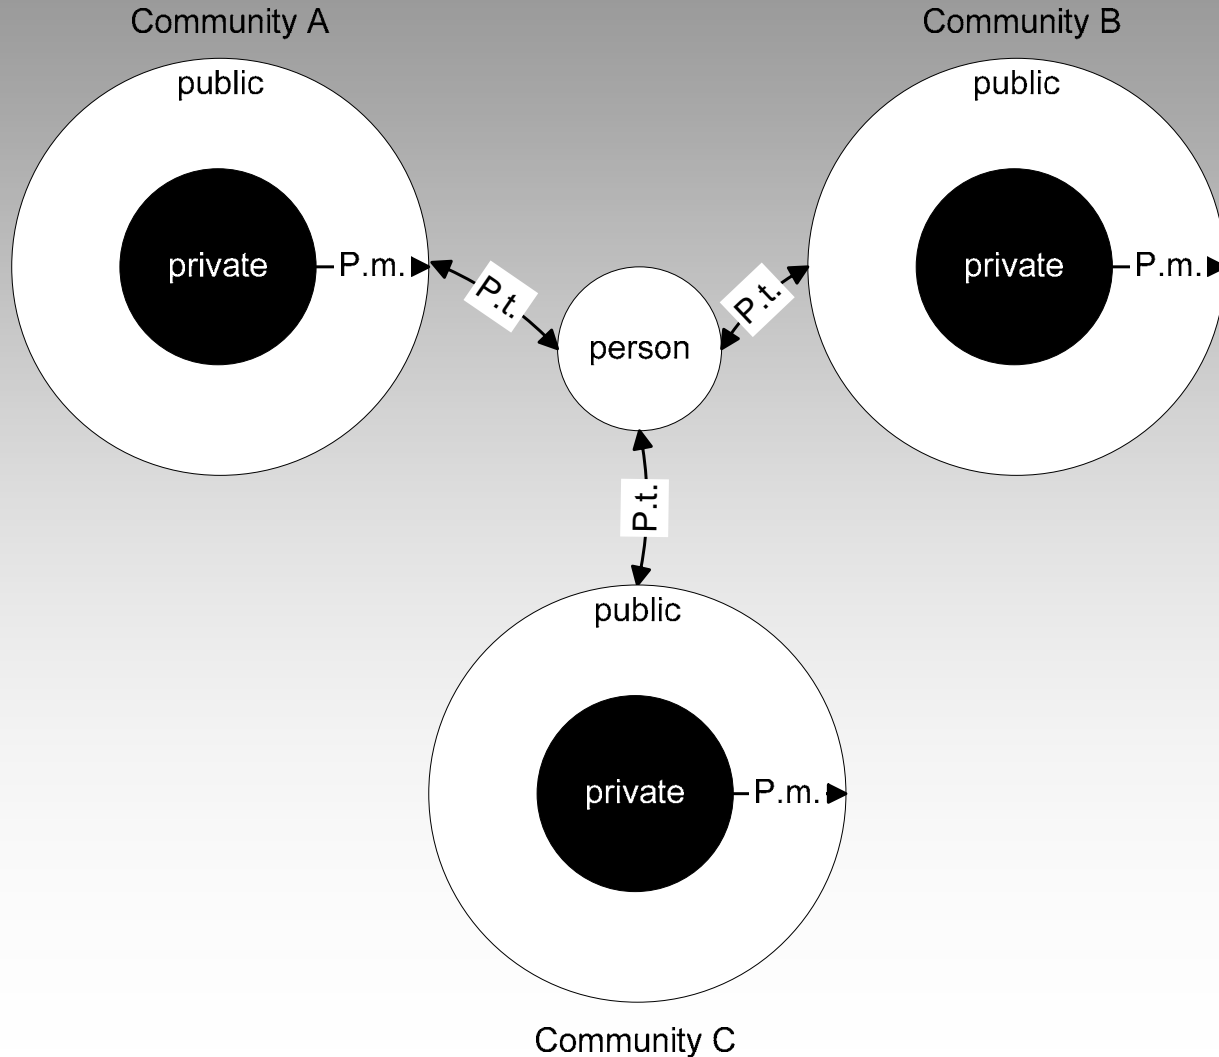 Community A
Community B
public
public
private
P.m.
P.t.
person
P.t.
private
P.m.
P.t.
public
private
P.m.
Community C